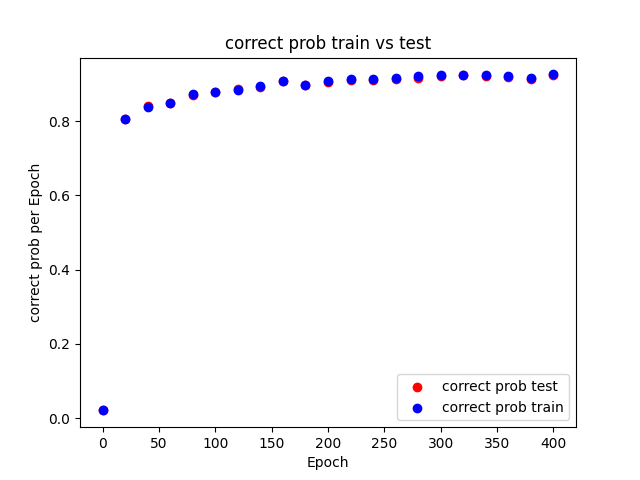 correct prob train vs test
correct prob per Epoch
0.8
0.6
0.4
0.2
0.0
correct prob test
correct prob train
0 50 100 150 200 250 300 350 400
Epoch